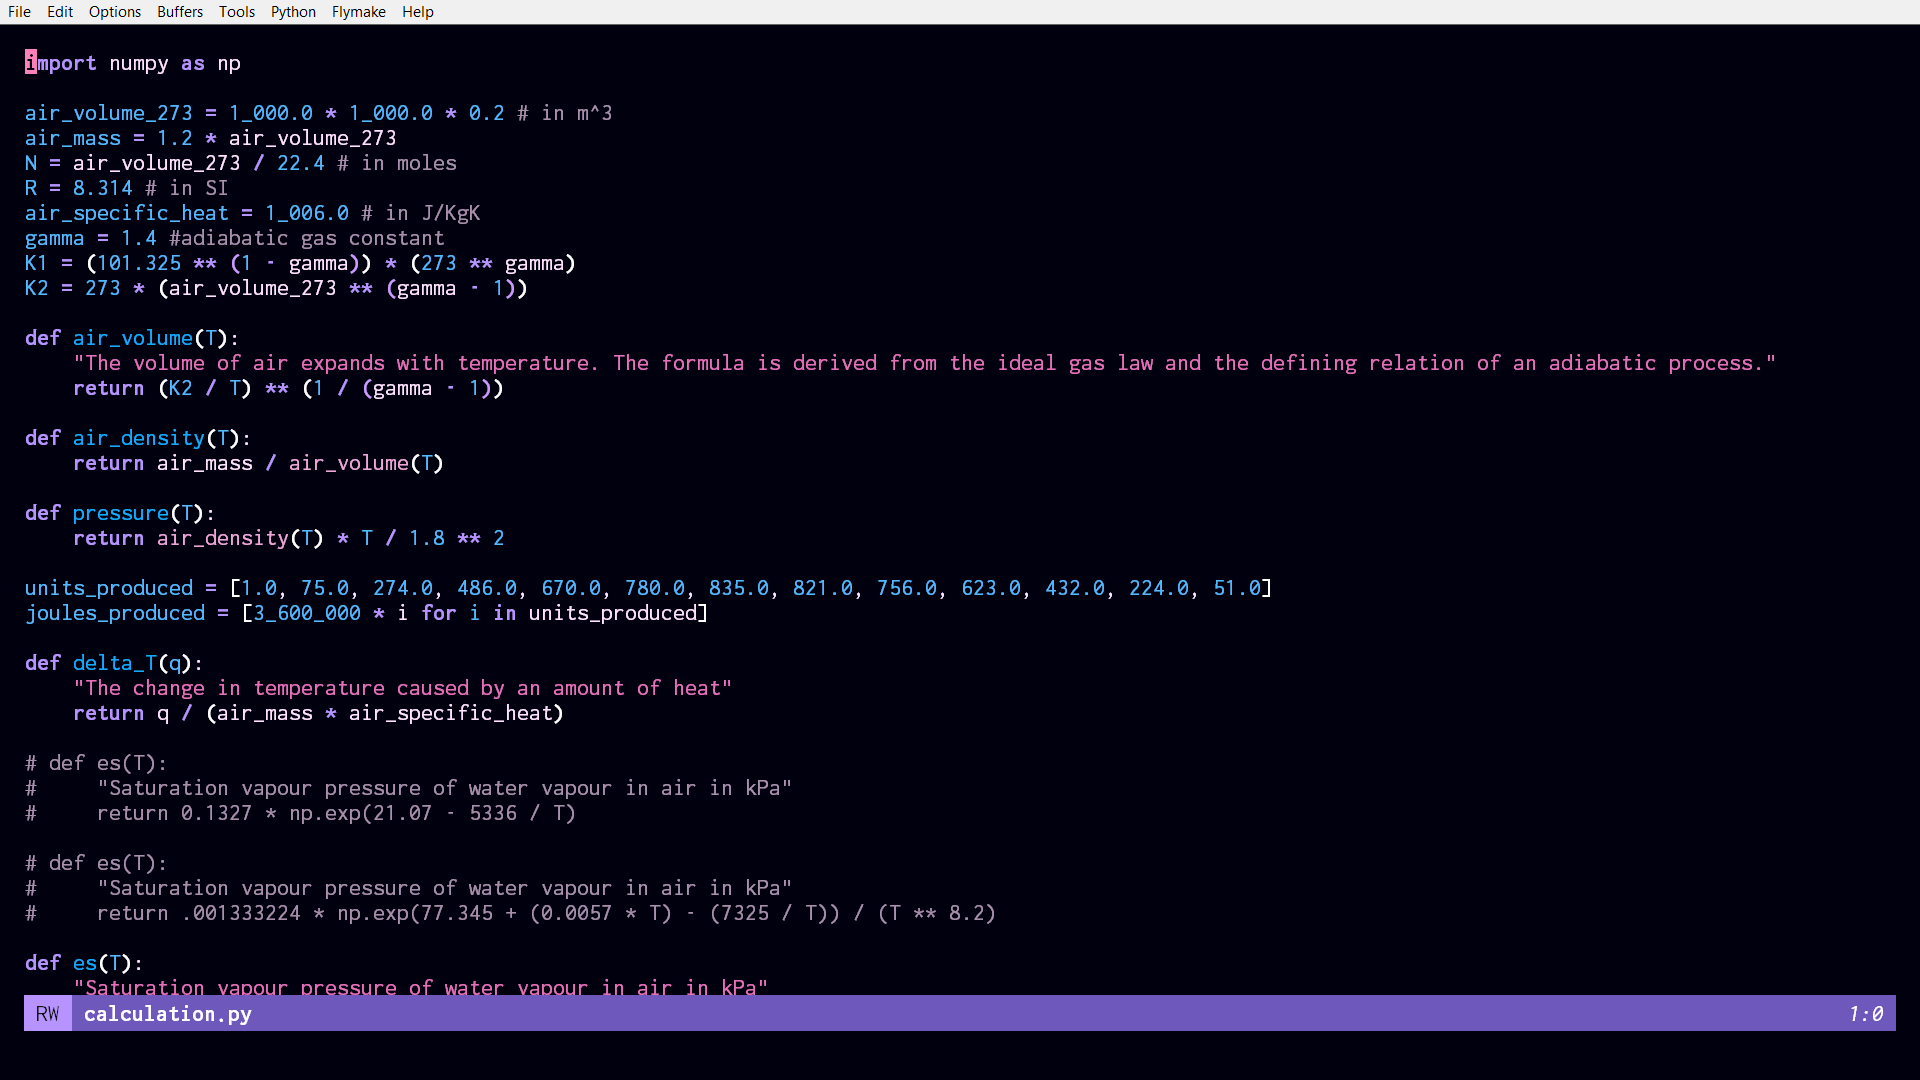 File Edit Options Buffers Tools Python Flymake Help
import numpy as np
air_volume_273 = 1_000.0 * 1_000.0 * 0.2 # in m^3
air_mass = 1.2 * air_volume_273
N = air_volume_273 / 22.4 # in moles
R = 8.314 # in SI
air_specific_heat = 1_006.0 # in J/KgK
gamma = 1.4 #adiabatic gas constant
K1 = (101.325 ** (1 - gamma)) * (273 ** gamma)
K2 = 273 * (air_volume_273 ** (gamma - 1))
def air_volume(T):
    "The volume of air expands with temperature. The formula is derived from the ideal gas law and the defining relation of an adiabatic process."
    return (K2 / T) ** (1 / (gamma - 1))
def air_density(T):
    return air_mass / air_volume(T)
def pressure(T):
    return air_density(T) * T / 1.8 ** 2
units_produced = [1.0, 75.0, 274.0, 486.0, 670.0, 780.0, 835.0, 821.0, 756.0, 623.0, 432.0, 224.0, 51.0]
joules_produced = [3_600_000 * i for i in units_produced]
def delta_T(q):
    "The change in temperature caused by an amount of heat"
    return q / (air_mass * air_specific_heat)
# def es(T):
#     "Saturation vapour pressure of water vapour in air in kPa"
#     return 0.1327 * np.exp(21.07 - 5336 / T)
# def es(T):
#     "Saturation vapour pressure of water vapour in air in kPa"
#     return .001333224 * np.exp(77.345 + (0.0057 * T) - (7325 / T)) / (T ** 8.2)
def es(T):
    "Saturation vapour pressure of water vapour in air in kPa"
RW calculation.py 1:0